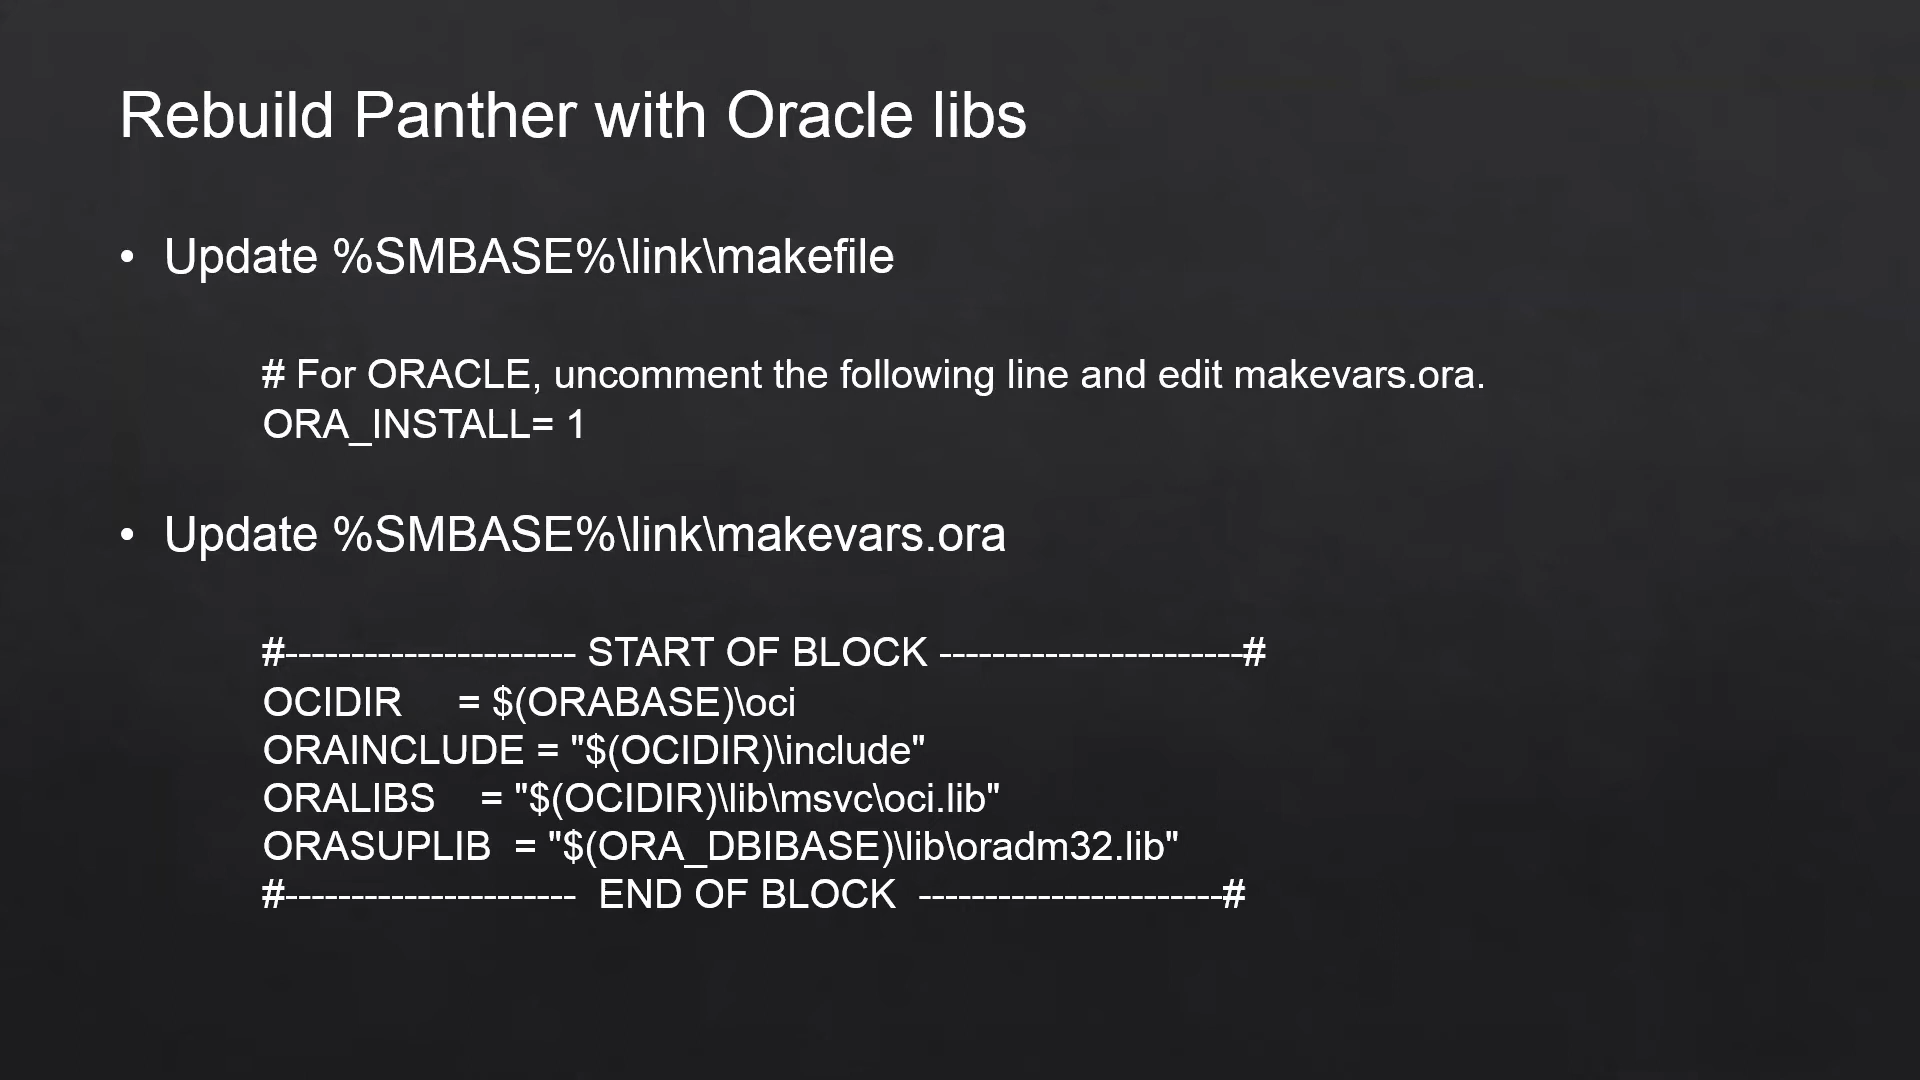 Rebuild Panther with Oracle libs
• Update %SMBASE%\link\makefile
# For ORACLE, uncomment the following line and edit makevars.ora.
ORA_INSTALL= 1
• Update %SMBASE%\link\makevars.ora
#---------------------- START OF BLOCK -----------------------#
OCIDIR     = $(ORABASE)\oci
ORAINCLUDE = "$(OCIDIR)\include"
ORALIBS    = "$(OCIDIR)\lib\msvc\oci.lib"
ORASUPLIB  = "$(ORA_DBIBASE)\lib\oradm32.lib"
#----------------------  END OF BLOCK  -----------------------#